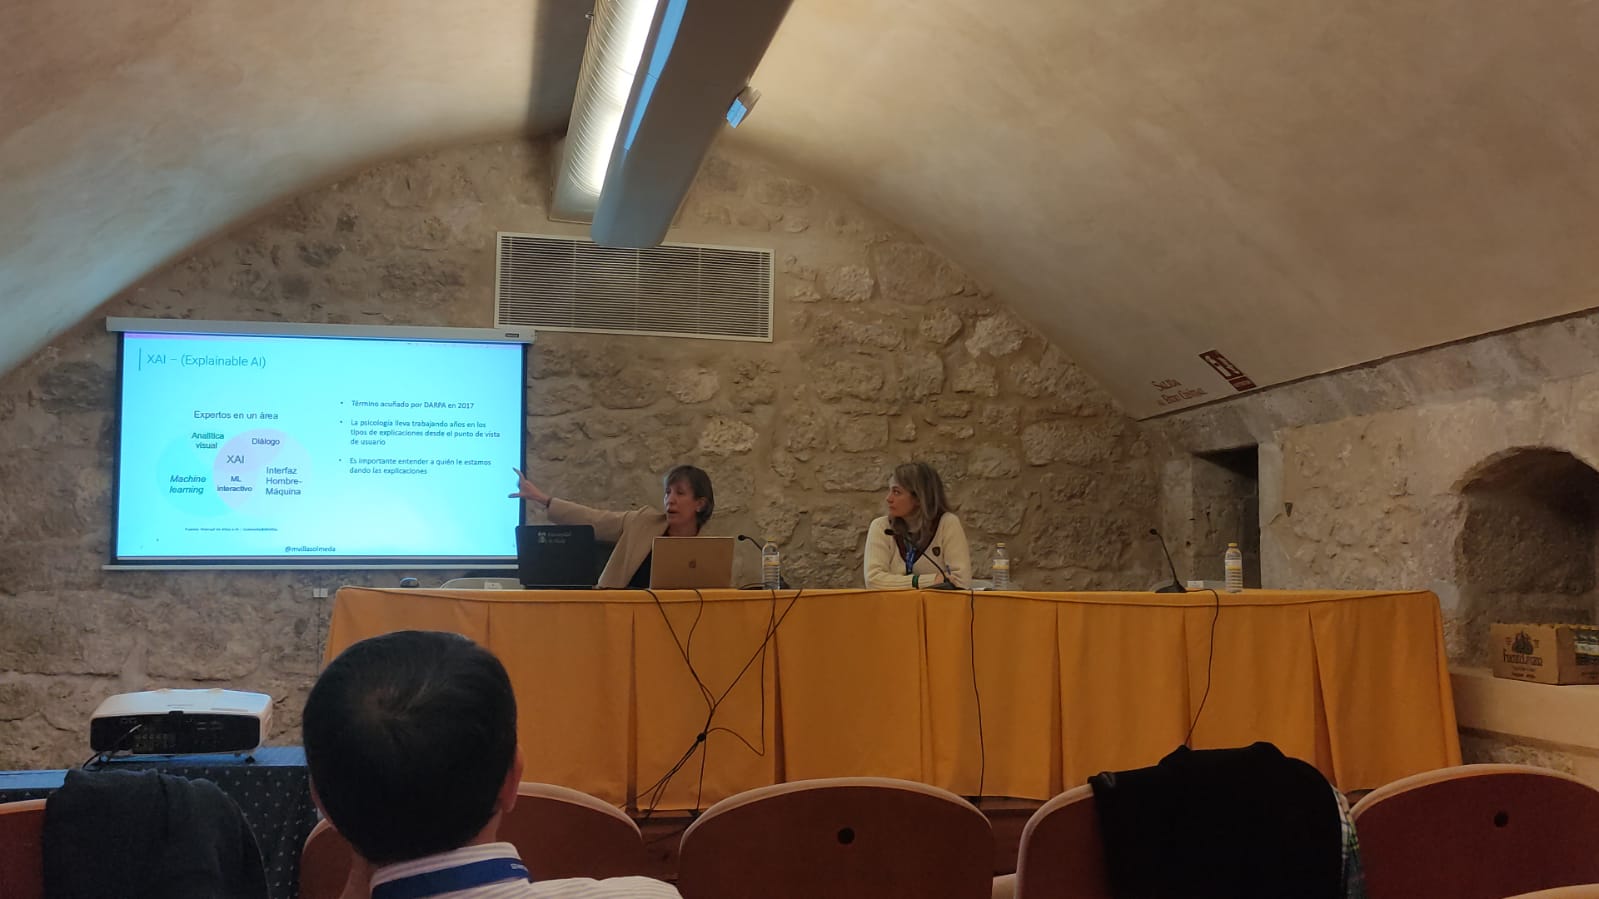 XAI – (Explainable AI)
Expertos en un área
Analítica
visual
Diálogo
XAI
Machine
learning
ML
interactivo
Interfaz
Hombre-
Máquina
• Término acuñado por DARPA en 2017
• La psicología lleva trabajando años en los
tipos de explicaciones desde el punto de vista
de usuario
• Es importante entender a quién le estamos
dando las explicaciones
@mvillasolmeda
SALIDA